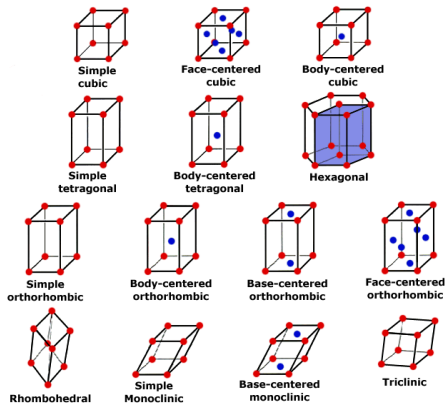 Simple
cubic
Face-centered
cubic
Body-centered
cubic
Simple
tetragonal
Body-centered
tetragonal
Hexagonal
Simple
orthorhombic
Body-centered
orthorhombic
Base-centered
orthorhombic
Face-centered
orthorhombic
Rhombohedral
Simple
Monoclinic
Base-centered
monoclinic
Triclinic